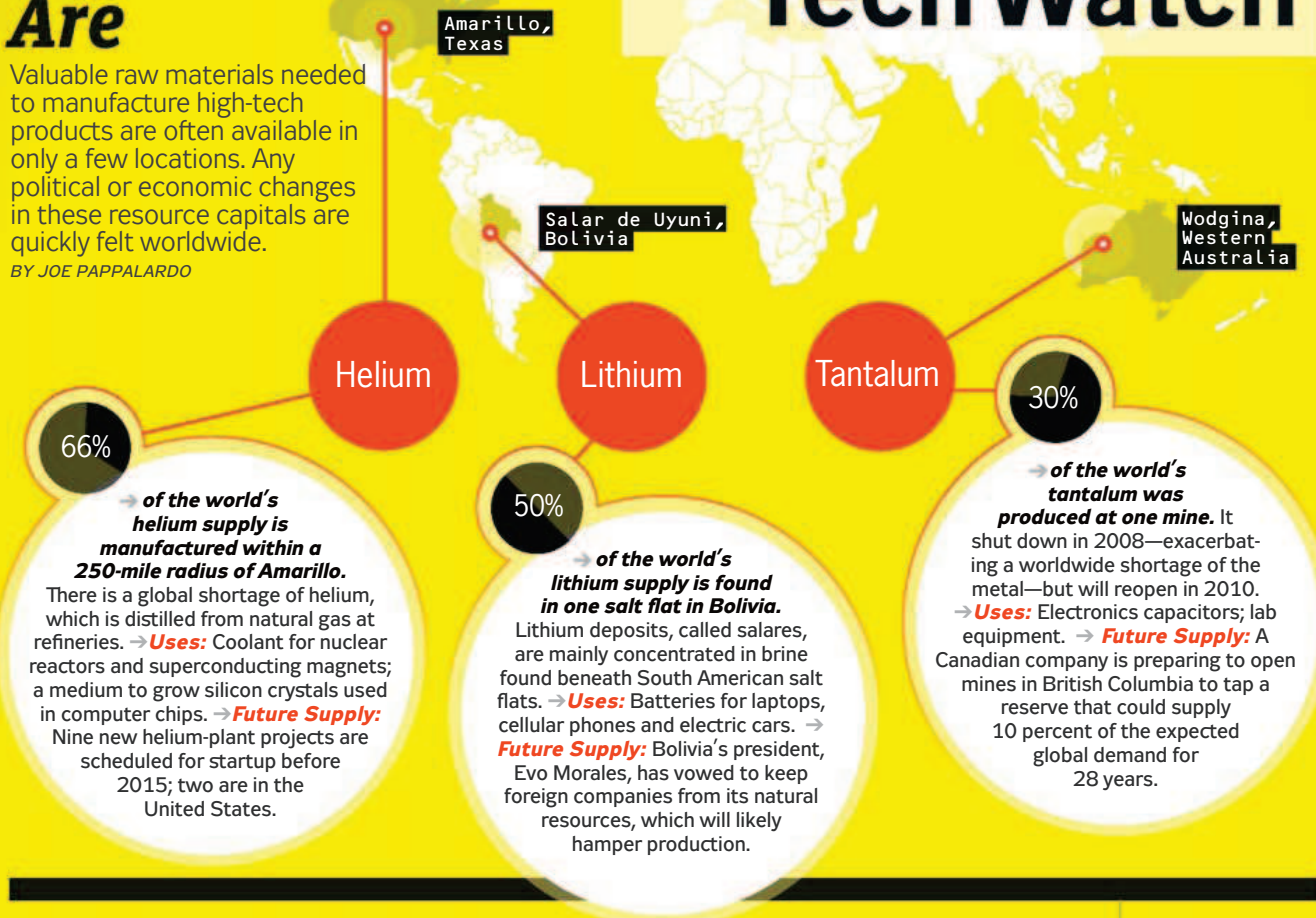 Are
TechWatch
Valuable raw materials needed
to manufacture high-tech
products are often available in
only a few locations. Any
political or economic changes
in these resource capitals are
quickly felt worldwide.
BY JOE PAPPALARDO
Amarillo,
Texas
Salar de Uyuni,
Bolivia
Wodgina,
Western
Australia
Helium
66%
→ of the world's
helium supply is
manufactured within a
250-mile radius of Amarillo.
There is a global shortage of helium,
which is distilled from natural gas at
refineries. → Uses: Coolant for nuclear
reactors and superconducting magnets;
a medium to grow silicon crystals used
in computer chips. → Future Supply:
Nine new helium-plant projects are
scheduled for startup before
2015; two are in the
United States.
Lithium
50%
→ of the world's
lithium supply is found
in one salt flat in Bolivia.
Lithium deposits, called salares,
are mainly concentrated in brine
found beneath South American salt
flats. → Uses: Batteries for laptops,
cellular phones and electric cars. →
Future Supply: Bolivia's president,
Evo Morales, has vowed to keep
foreign companies from its natural
resources, which will likely
hamper production.
Tantalum
30%
→ of the world's
tantalum was
produced at one mine. It
shut down in 2008—exacerbat-
ing a worldwide shortage of the
metal—but will reopen in 2010.
→ Uses: Electronics capacitors; lab
equipment. → Future Supply: A
Canadian company is preparing to open
mines in British Columbia to tap a
reserve that could supply
10 percent of the expected
global demand for
28 years.